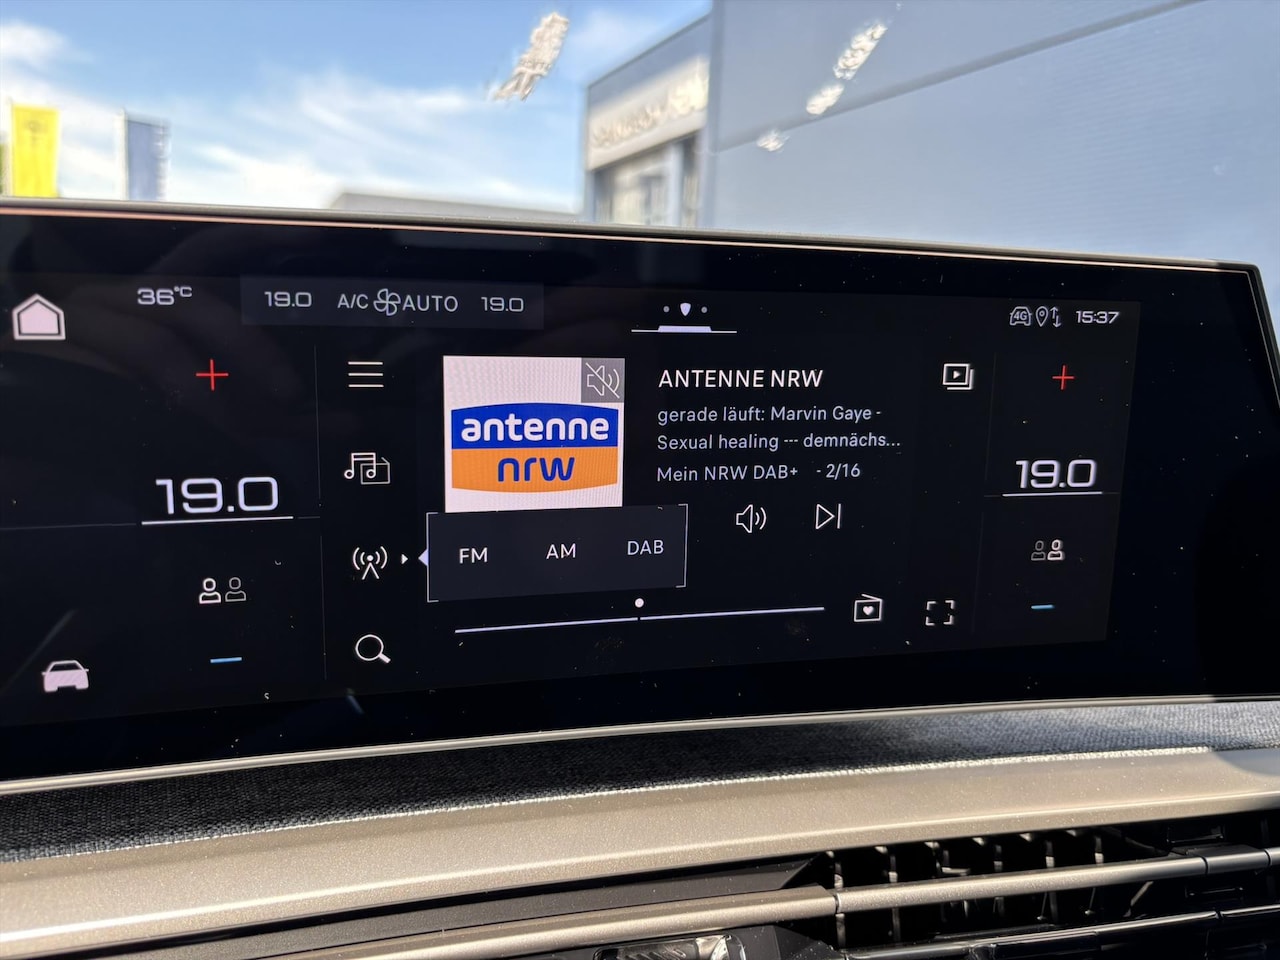 36°C
19.0 A/C AUTO 19.0
4G 15:37
antenne
nrw
ANTENNE NRW
gerade läuft: Marvin Gaye -
Sexual healing --- demnächs...
Mein NRW DAB+ - 2/16
19.0
19.0
FM AM DAB